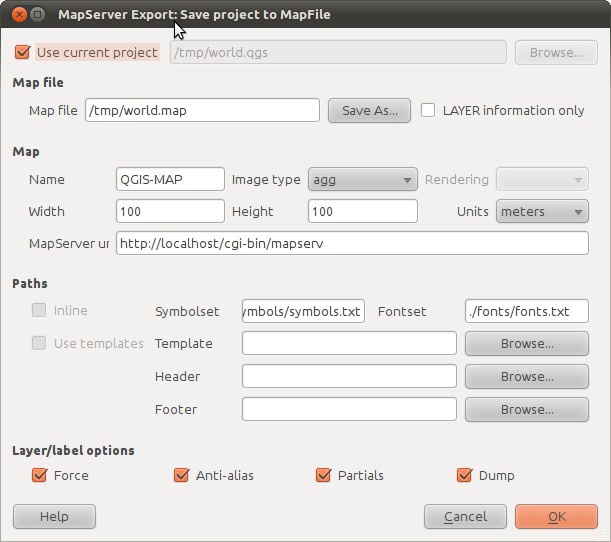 MapServer Export: Save project to MapFile
Use current project /tmp/world.qgs Browse...
Map file
Map file /tmp/world.map Save As... LAYER information only
Map
Name QGIS-MAP Image type agg Rendering
Width 100 Height 100 Units meters
MapServer ur http://localhost/cgi-bin/mapserv
Paths
Inline Symbolset ymbols/symbols.txt Fontset ./fonts/fonts.txt
Use templates Template Browse...
Header Browse...
Footer Browse...
Layer/label options
Force Anti-alias Partials Dump
Help Cancel OK